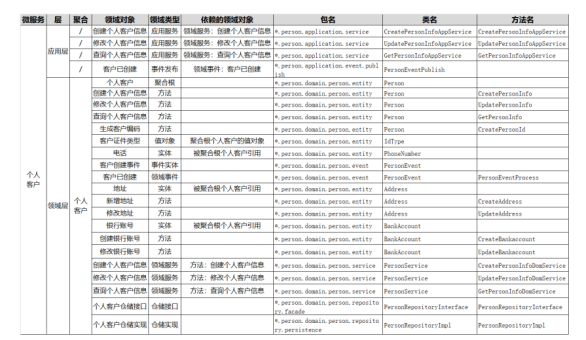 微服务 层 聚合 领域对象 领域类型 依赖的领域对象 包名 类名 方法名
个人客户 应用层 / 创建个人客户信息 应用服务 领域服务：创建个人客户信息 *.person.application.service CreatePersonInfoAppService CreatePersonInfoAppService
/ 修改个人客户信息 应用服务 领域服务：修改个人客户信息 *.person.application.service UpdatePersonInfoAppService UpdatePersonInfoAppService
/ 查询个人客户信息 应用服务 领域服务：查询个人客户信息 *.person.application.service GetPersonInfoAppService GetPersonInfoAppService
/ 客户已创建 事件发布 领域事件：客户已创建 *.person.application.event.publish PersonEventPublish
领域层 个人客户 个人客户 聚合根 *.person.domain.person.entity Person
创建个人客户信息 方法 *.person.domain.person.entity Person CreatePersonInfo
修改个人客户信息 方法 *.person.domain.person.entity Person UpdatePersonInfo
查询个人客户信息 方法 *.person.domain.person.entity Person GetPersonInfo
生成客户编码 方法 *.person.domain.person.entity Person CreatePersonId
客户证件类型 值对象 聚合根个人客户的值对象 *.person.domain.person.entity IdType
电话 实体 被聚合根个人客户引用 *.person.domain.person.entity PhoneNumber
客户创建事件 事件实体 *.person.domain.person.event PersonEvent
客户已创建 领域事件 *.person.domain.person.event PersonEvent PersonEventProcess
地址 实体 被聚合根个人客户引用 *.person.domain.person.entity Address
新增地址 方法 *.person.domain.person.entity Address CreateAddress
修改地址 方法 *.person.domain.person.entity Address UpdateAddress
银行账号 实体 被聚合根个人客户引用 *.person.domain.person.entity BankAccount
创建银行账号 方法 *.person.domain.person.entity BankAccount CreateBankaccount
修改银行账号 方法 *.person.domain.person.entity BankAccount UpdateBankaccount
创建个人客户信息 领域服务 方法：创建个人客户信息 *.person.domain.person.service PersonService CreatePersonInfoDomService
修改个人客户信息 领域服务 方法：修改个人客户信息 *.person.domain.person.service PersonService UpdatePersonInfoDomService
查询个人客户信息 领域服务 方法：查询个人客户信息 *.person.domain.person.service PersonService GetPersonInfoDomService
个人客户仓储接口 仓储接口 *.person.domain.person.repository.facade PersonRepositoryInterface PersonRepositoryInterface
个人客户仓储实现 仓储实现 *.person.domain.person.repository.persistence PersonRepositoryImpl PersonRepositoryImpl